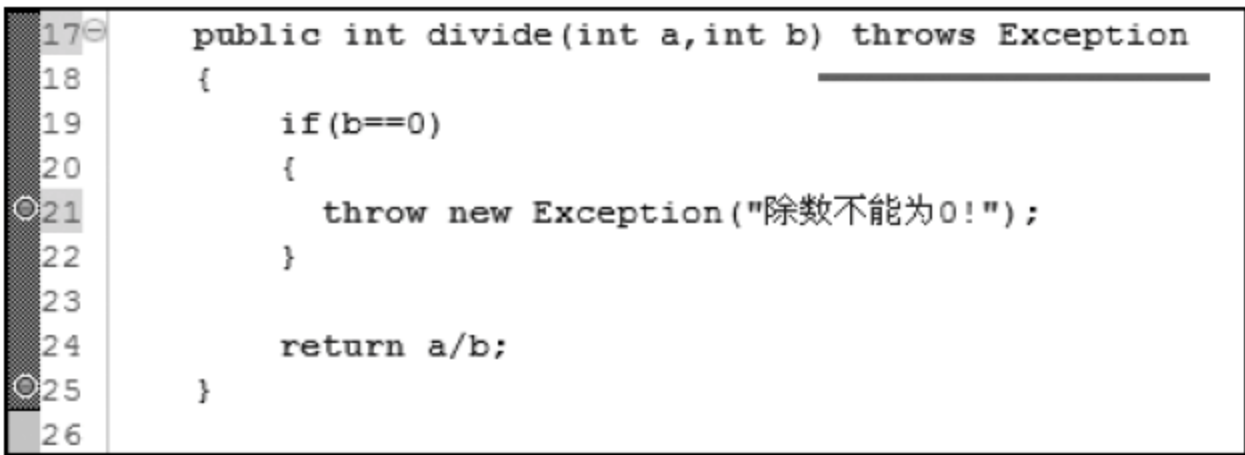 17 public int divide(int a,int b) throws Exception
18 {
19 if(b==0)
20 {
21 throw new Exception("除数不能为0!");
22 }
23
24 return a/b;
25 }
26